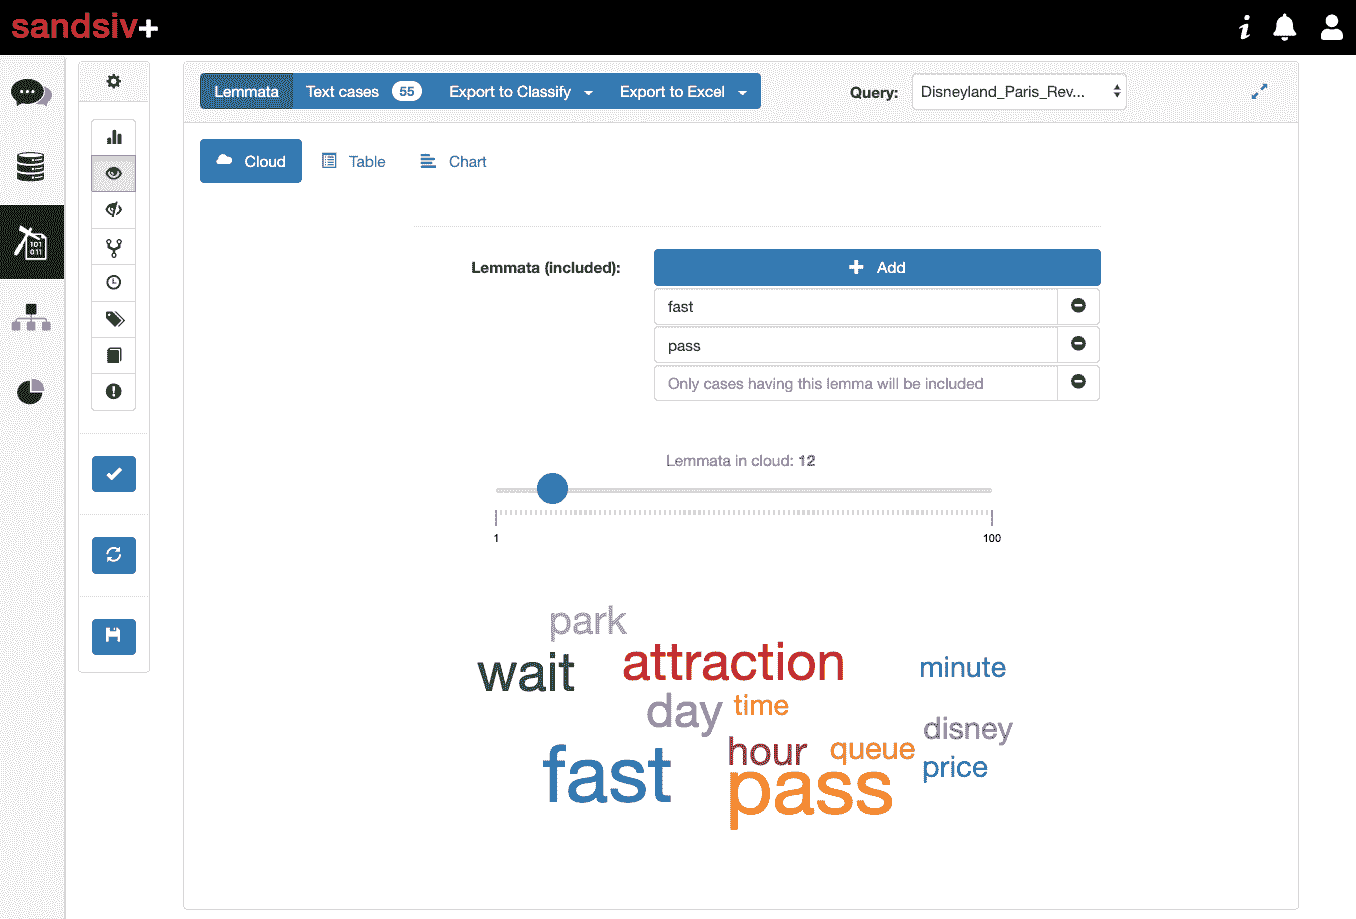 sandsiv+
Lemmata Text cases 55 Export to Classify Export to Excel Query: Disneyland_Paris_Rev...
Cloud Table Chart
Lemmata (included): Add
fast
pass
Only cases having this lemma will be included
Lemmata in cloud: 12
1 100
park
wait attraction minute
day time
disney
hour queue
fast pass price